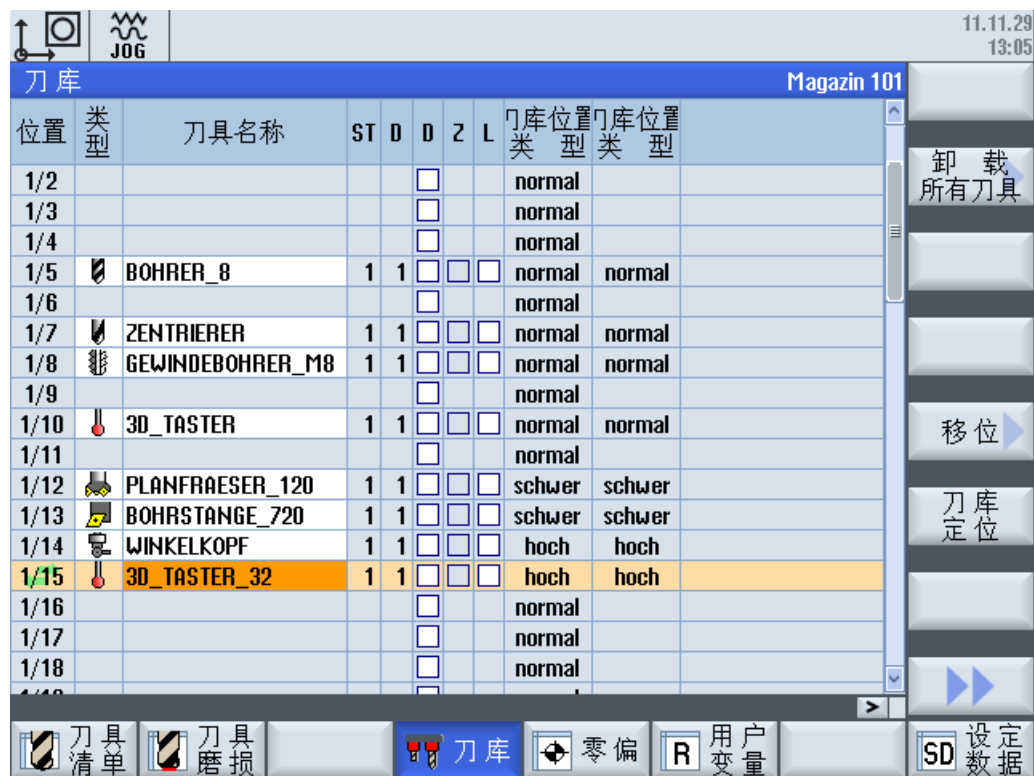 JOG
11.11.29
13:05
刀库 Magazin 101
位置 类型 刀具名称 ST D D Z L 刀库位置类型 刀库位置类型
1/2 normal
1/3 normal
1/4 normal
1/5 BOHRER_8 1 1 normal normal
1/6 normal
1/7 ZENTRIERER 1 1 normal normal
1/8 GEWINDEBOHRER_M8 1 1 normal normal
1/9 normal
1/10 3D_TASTER 1 1 normal normal
1/11 normal
1/12 PLANFRAESER_120 1 1 schwer schwer
1/13 BOHRSTANGE_720 1 1 schwer schwer
1/14 WINKELKOPF 1 1 hoch hoch
1/15 3D_TASTER_32 1 1 hoch hoch
1/16 normal
1/17 normal
1/18 normal
卸载
所有刀具
移位
刀库
定位
刀具
清单
刀具
磨损
刀库
零偏
R 用户
变量
SD 设定
数据